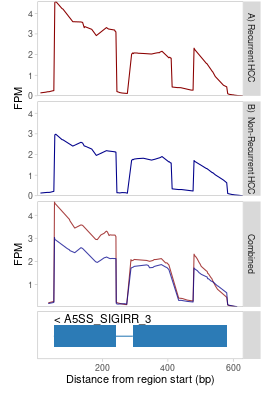 4
3
2
1
0
FPM
A) Recurrent HCC
4
3
2
1
0
B) Non-Recurrent HCC
4
3
2
1
FPM
Combined
< A5SS_SIGIRR_3
200
400
600
Distance from region start (bp)